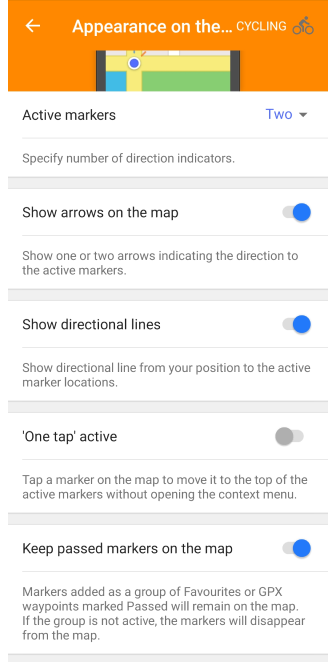 Appearance on the... CYCLING
Active markers
Two
Specify number of direction indicators.
Show arrows on the map
Show one or two arrows indicating the direction to
the active markers.
Show directional lines
Show directional line from your position to the active
marker locations.
'One tap' active
Tap a marker on the map to move it to the top of the
active markers without opening the context menu.
Keep passed markers on the map
Markers added as a group of Favourites or GPX
waypoints marked Passed will remain on the map.
If the group is not active, the markers will disappear
from the map.